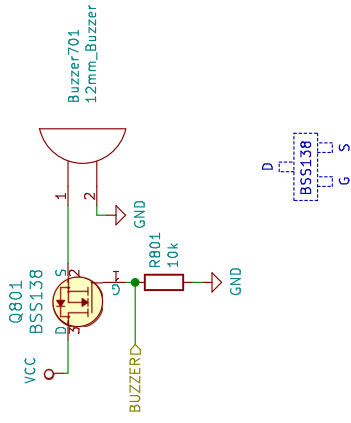 Buzzer701
12mm_Buzzer
1
2
GND
D
BSS138
S
G
Q801
BSS138
S
2
1
G
D
3
R801
10k
GND
VCC
BUZZER